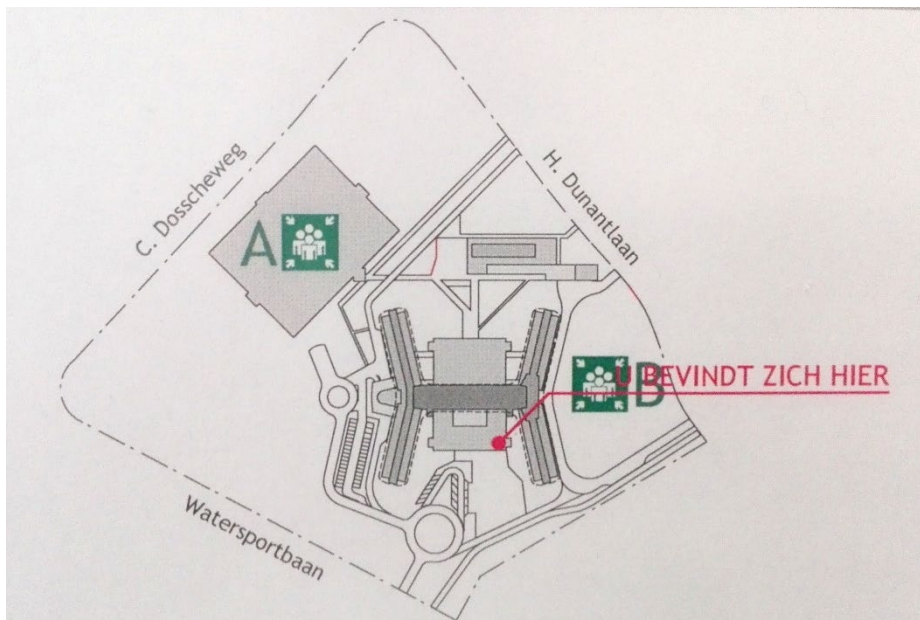 C. Dosscheweg
H. Dunantlaan
A
U BEVINDT ZICH HIER
B
Watersportbaan